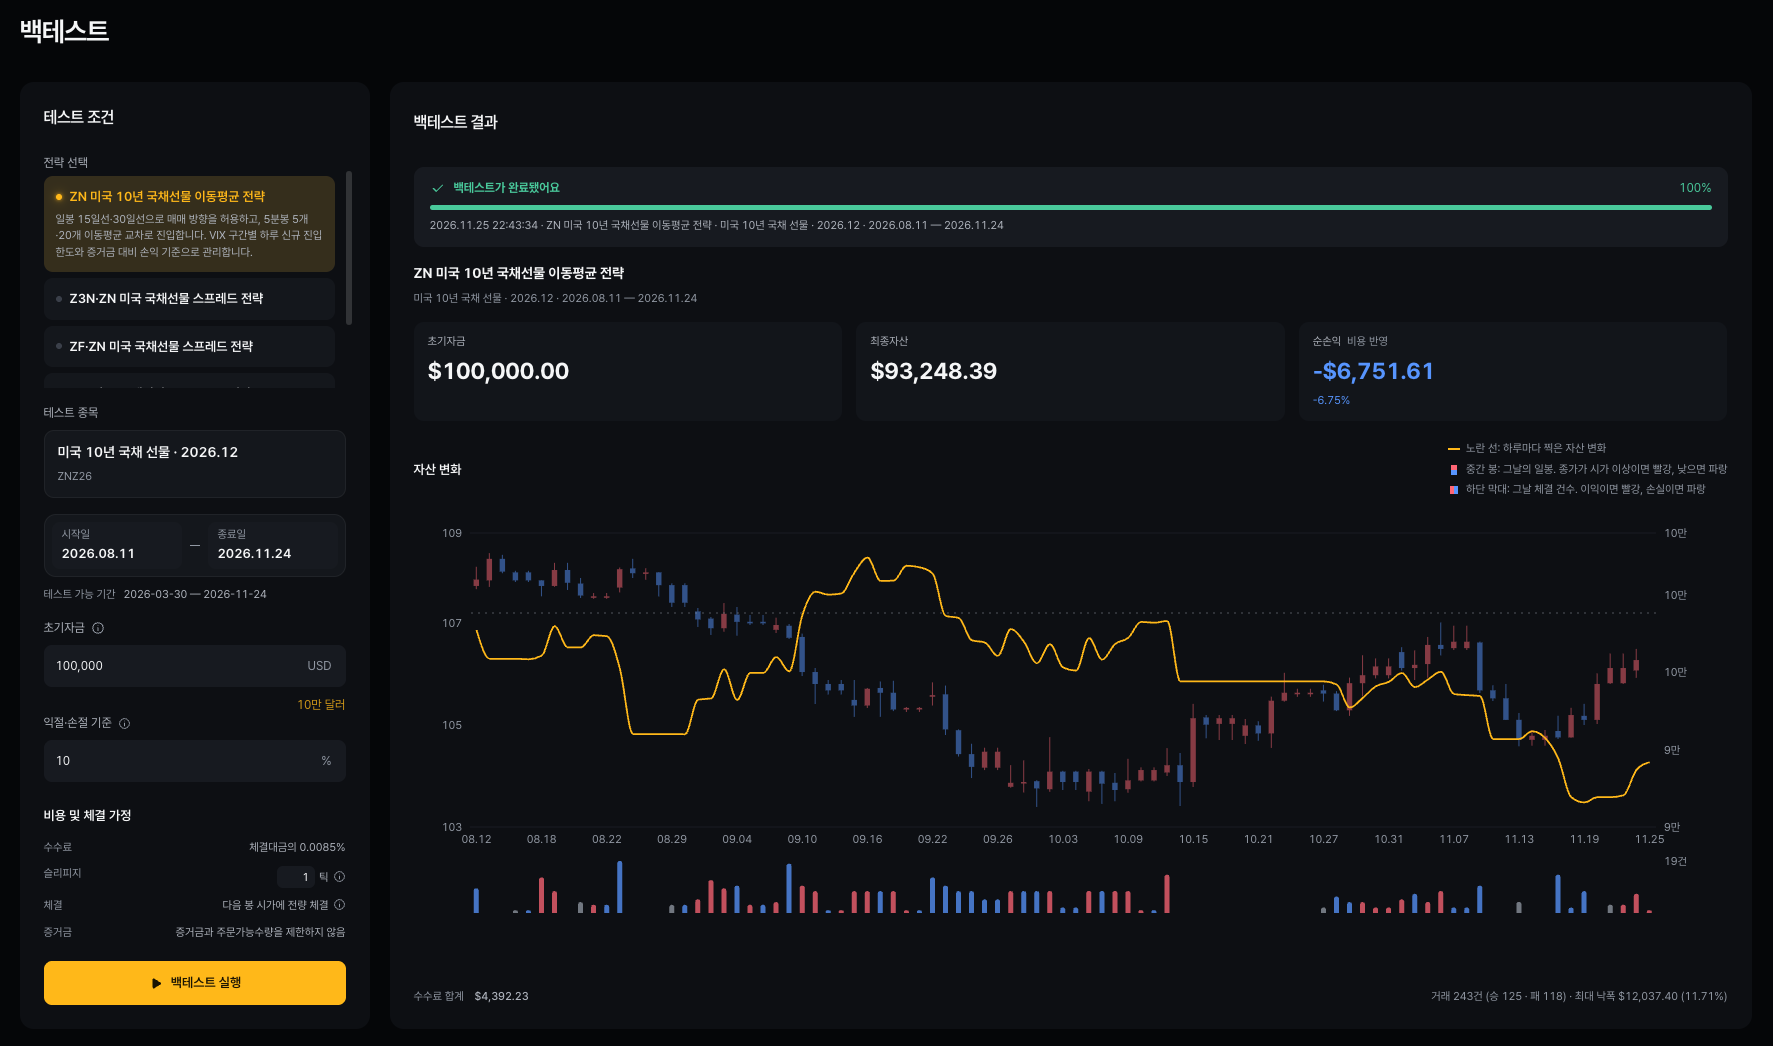 백테스트
테스트 조건
전략 선택
ZN 미국 10년 국채선물 이동평균 전략
일봉 15일선·30일선으로 매매 방향을 허용하고, 5분봉 5개
·20개 이동평균 교차로 진입합니다. VIX 구간별 하루 신규 진입
한도와 증거금 대비 손익 기준으로 관리합니다.
Z3N·ZN 미국 국채선물 스프레드 전략
ZF·ZN 미국 국채선물 스프레드 전략
테스트 종목
미국 10년 국채 선물 · 2026.12
ZNZ26
시작일
2026.08.11
—
종료일
2026.11.24
테스트 가능 기간 2026-03-30 — 2026-11-24
초기자금
100,000 USD
10만 달러
익절·손절 기준
10 %
비용 및 체결 가정
수수료 체결대금의 0.0085%
슬리피지 1 틱
체결 다음 봉 시가에 전량 체결
증거금 증거금과 주문가능수량을 제한하지 않음
백테스트 실행
백테스트 결과
백테스트가 완료됐어요 100%
2026.11.25 22:43:34 · ZN 미국 10년 국채선물 이동평균 전략 · 미국 10년 국채 선물 · 2026.12 · 2026.08.11 — 2026.11.24
ZN 미국 10년 국채선물 이동평균 전략
미국 10년 국채 선물 · 2026.12 · 2026.08.11 — 2026.11.24
초기자금
$100,000.00
최종자산
$93,248.39
순손익 비용 반영
-$6,751.61
-6.75%
자산 변화
노란 선: 하루마다 찍은 자산 변화
중간 봉: 그날의 일봉. 종가가 시가 이상이면 빨강, 낮으면 파랑
하단 막대: 그날 체결 건수. 이익이면 빨강, 손실이면 파랑
109 10만
10만
107
10만
105
9만
103 9만
08.12 08.18 08.22 08.29 09.04 09.10 09.16 09.22 09.26 10.03 10.09 10.15 10.21 10.27 10.31 11.07 11.13 11.19 11.25
19건
수수료 합계 $4,392.23
거래 243건 (승 125 · 패 118) · 최대 낙폭 $12,037.40 (11.71%)